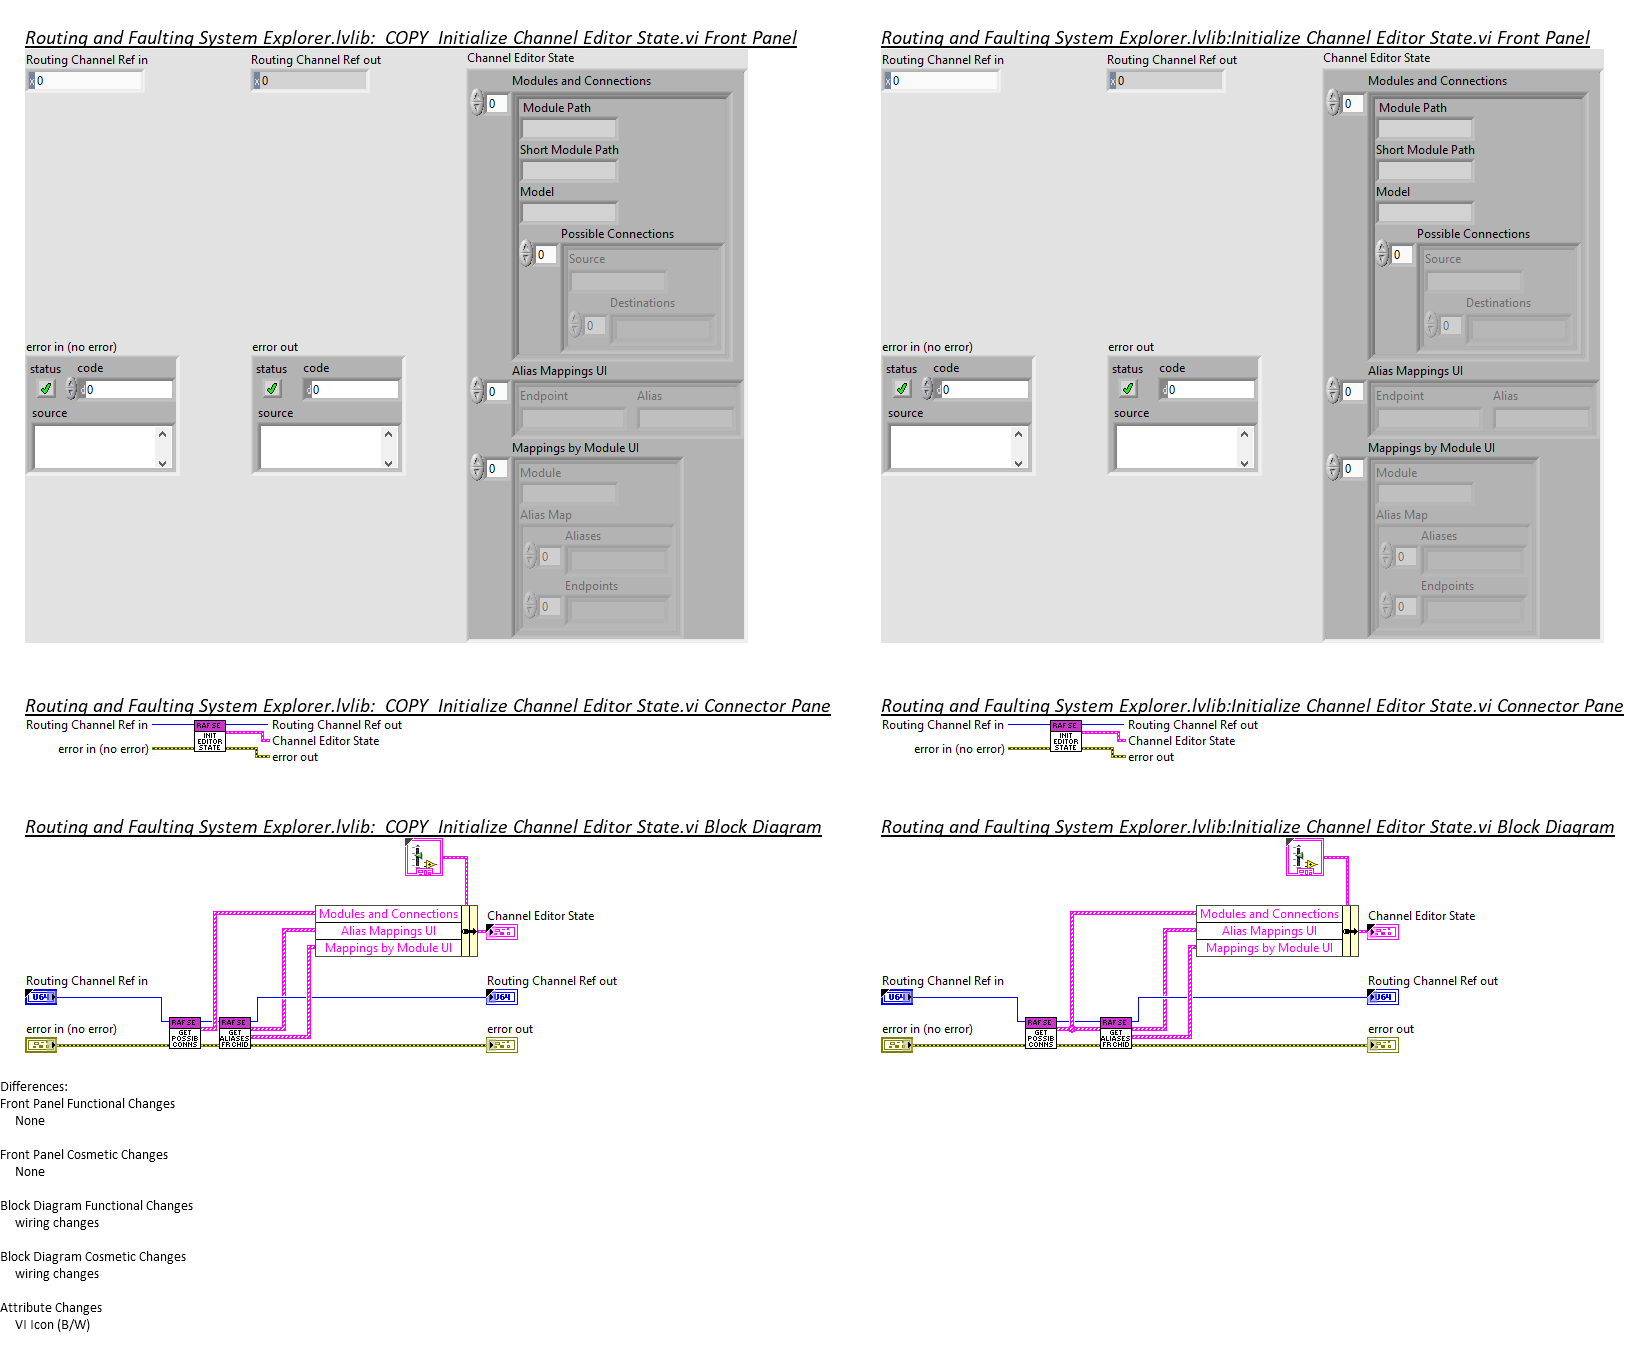 Routing and Faulting System Explorer.lvlib:_COPY_Initialize Channel Editor State.vi Front Panel
Routing Channel Ref in
Routing Channel Ref out
Channel Editor State
x 0
x 0
Modules and Connections
0
Module Path
Short Module Path
Model
Possible Connections
0
Source
Destinations
0
error in (no error)
error out
status
code
d 0
source
status
code
d 0
source
Alias Mappings UI
0
Endpoint
Alias
Mappings by Module UI
0
Module
Alias Map
Aliases
0
Endpoints
0
Routing and Faulting System Explorer.lvlib:Initialize Channel Editor State.vi Front Panel
Routing Channel Ref in
Routing Channel Ref out
Channel Editor State
x 0
x 0
Modules and Connections
0
Module Path
Short Module Path
Model
Possible Connections
0
Source
Destinations
0
error in (no error)
error out
status
code
d 0
source
status
code
d 0
source
Alias Mappings UI
0
Endpoint
Alias
Mappings by Module UI
0
Module
Alias Map
Aliases
0
Endpoints
0
Routing and Faulting System Explorer.lvlib:_COPY_Initialize Channel Editor State.vi Connector Pane
Routing Channel Ref in
RAF SE
INIT
EDITOR
STATE
Routing Channel Ref out
Channel Editor State
error in (no error)
error out
Routing and Faulting System Explorer.lvlib:Initialize Channel Editor State.vi Connector Pane
Routing Channel Ref in
RAF SE
INIT
EDITOR
STATE
Routing Channel Ref out
Channel Editor State
error in (no error)
error out
Routing and Faulting System Explorer.lvlib:_COPY_Initialize Channel Editor State.vi Block Diagram
Modules and Connections
Alias Mappings UI
Mappings by Module UI
Channel Editor State
Routing Channel Ref in
U64
Routing Channel Ref out
U64
error in (no error)
RAF SE
GET
POSSIB
CONNS
RAF SE
GET
ALIASES
FR CHID
error out
Routing and Faulting System Explorer.lvlib:Initialize Channel Editor State.vi Block Diagram
Modules and Connections
Alias Mappings UI
Mappings by Module UI
Channel Editor State
Routing Channel Ref in
U64
Routing Channel Ref out
U64
error in (no error)
RAF SE
GET
POSSIB
CONNS
RAF SE
GET
ALIASES
FR CHID
error out
Differences:
Front Panel Functional Changes
None
Front Panel Cosmetic Changes
None
Block Diagram Functional Changes
wiring changes
Block Diagram Cosmetic Changes
wiring changes
Attribute Changes
VI Icon (B/W)